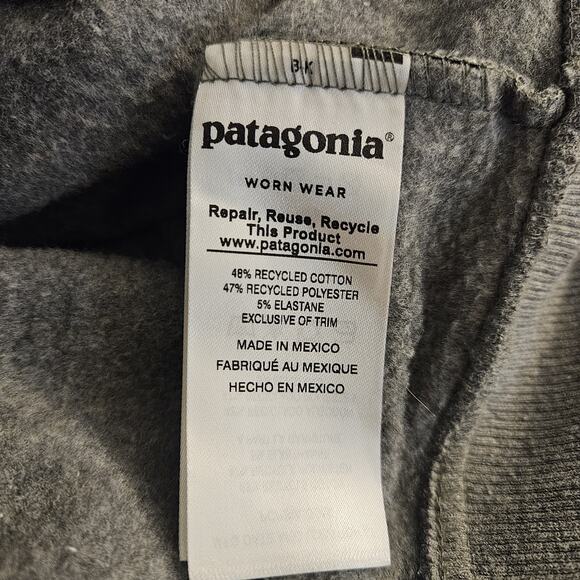 patagonia®
WORN WEAR
Repair, Reuse, Recycle
This Product
www.patagonia.com
48% RECYCLED COTTON
47% RECYCLED POLYESTER
5% ELASTANE
EXCLUSIVE OF TRIM
MADE IN MEXICO
FABRIQUÉ AU MEXIQUE
HECHO EN MEXICO